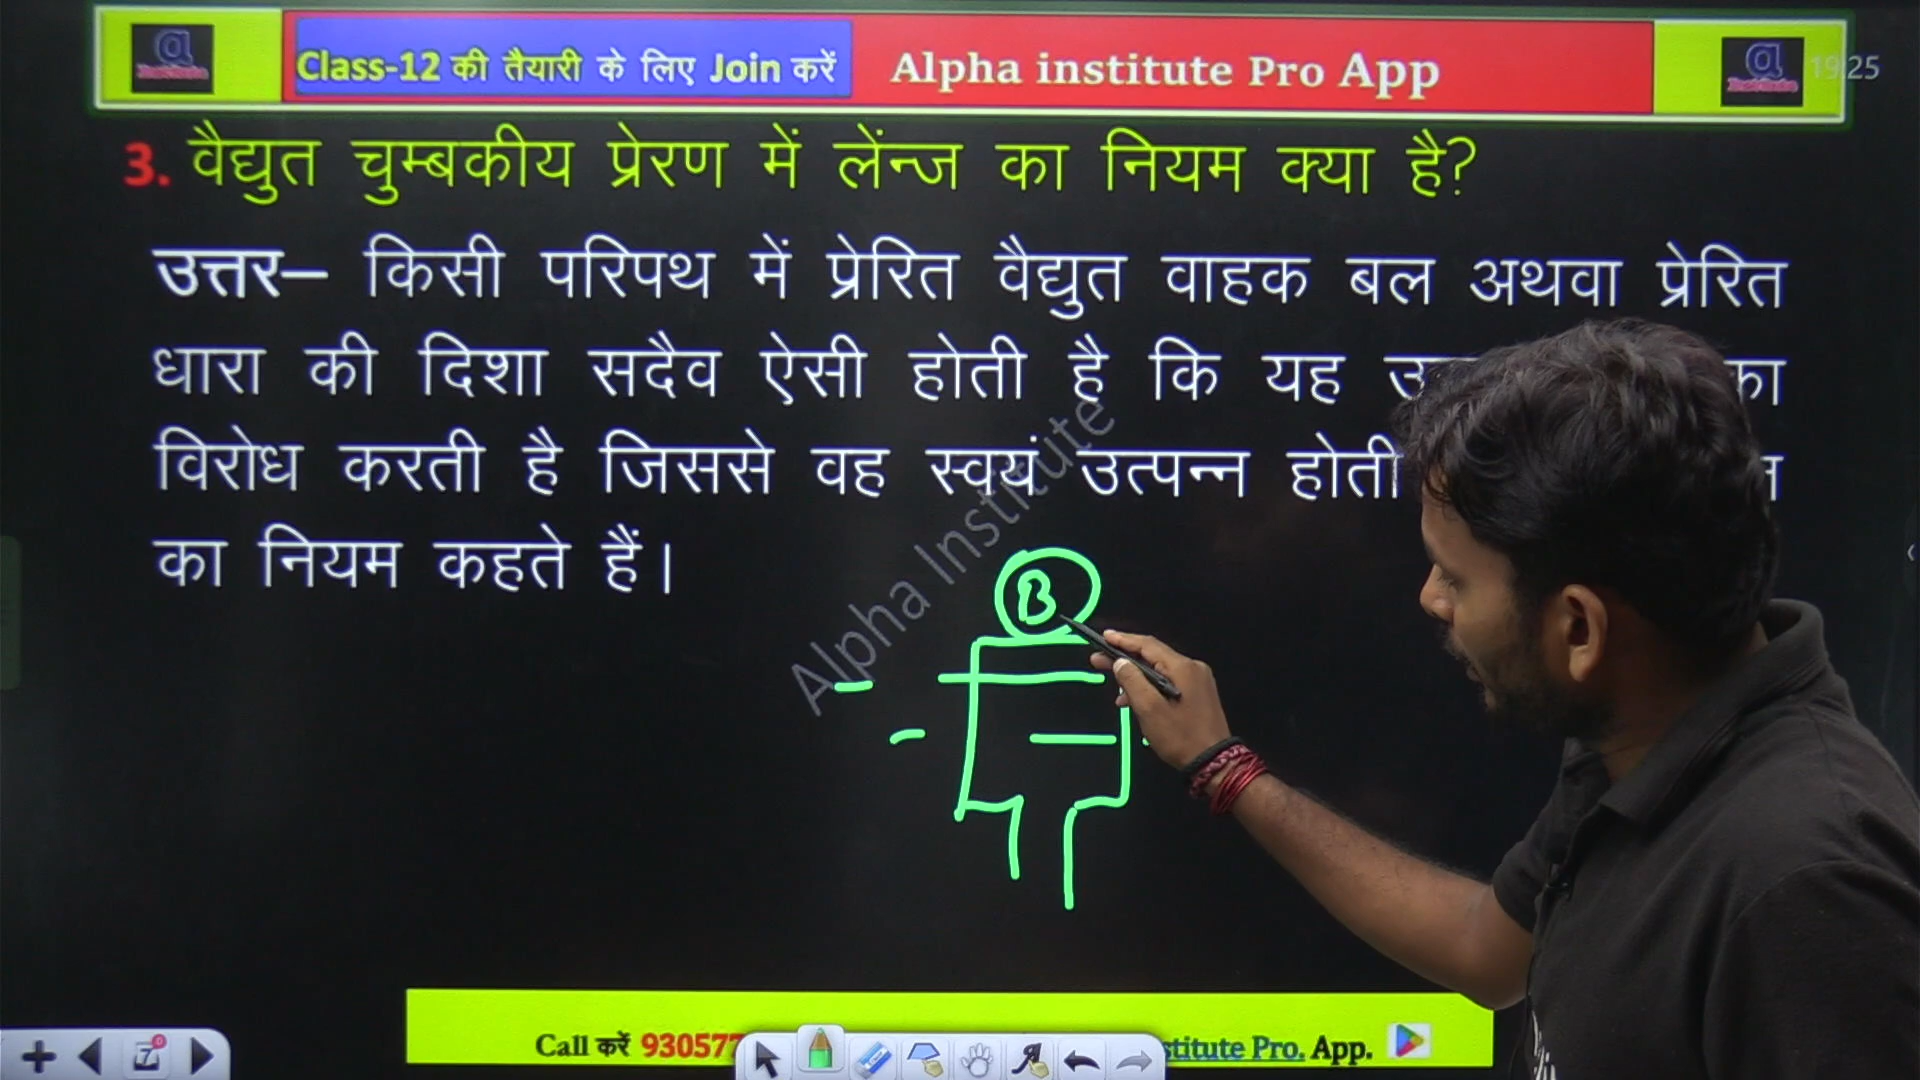 Class-12 की तैयारी के लिए Join करें
Alpha institute Pro App
19:25
3. वैद्युत चुम्बकीय प्रेरण में लेंन्ज का नियम क्या है?
उत्तर– किसी परिपथ में प्रेरित वैद्युत वाहक बल अथवा प्रेरित
धारा की दिशा सदैव ऐसी होती है कि यह का
विरोध करती है जिससे वह स्वयं उत्पन्न होती
का नियम कहते हैं।
Alpha Institute
B
Call करें 930577
stitute Pro. App.